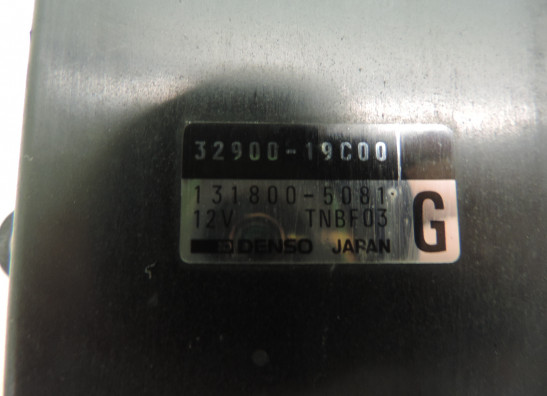 32900-19C00
131800-5081
12V TNBF03
G
DENSO JAPAN